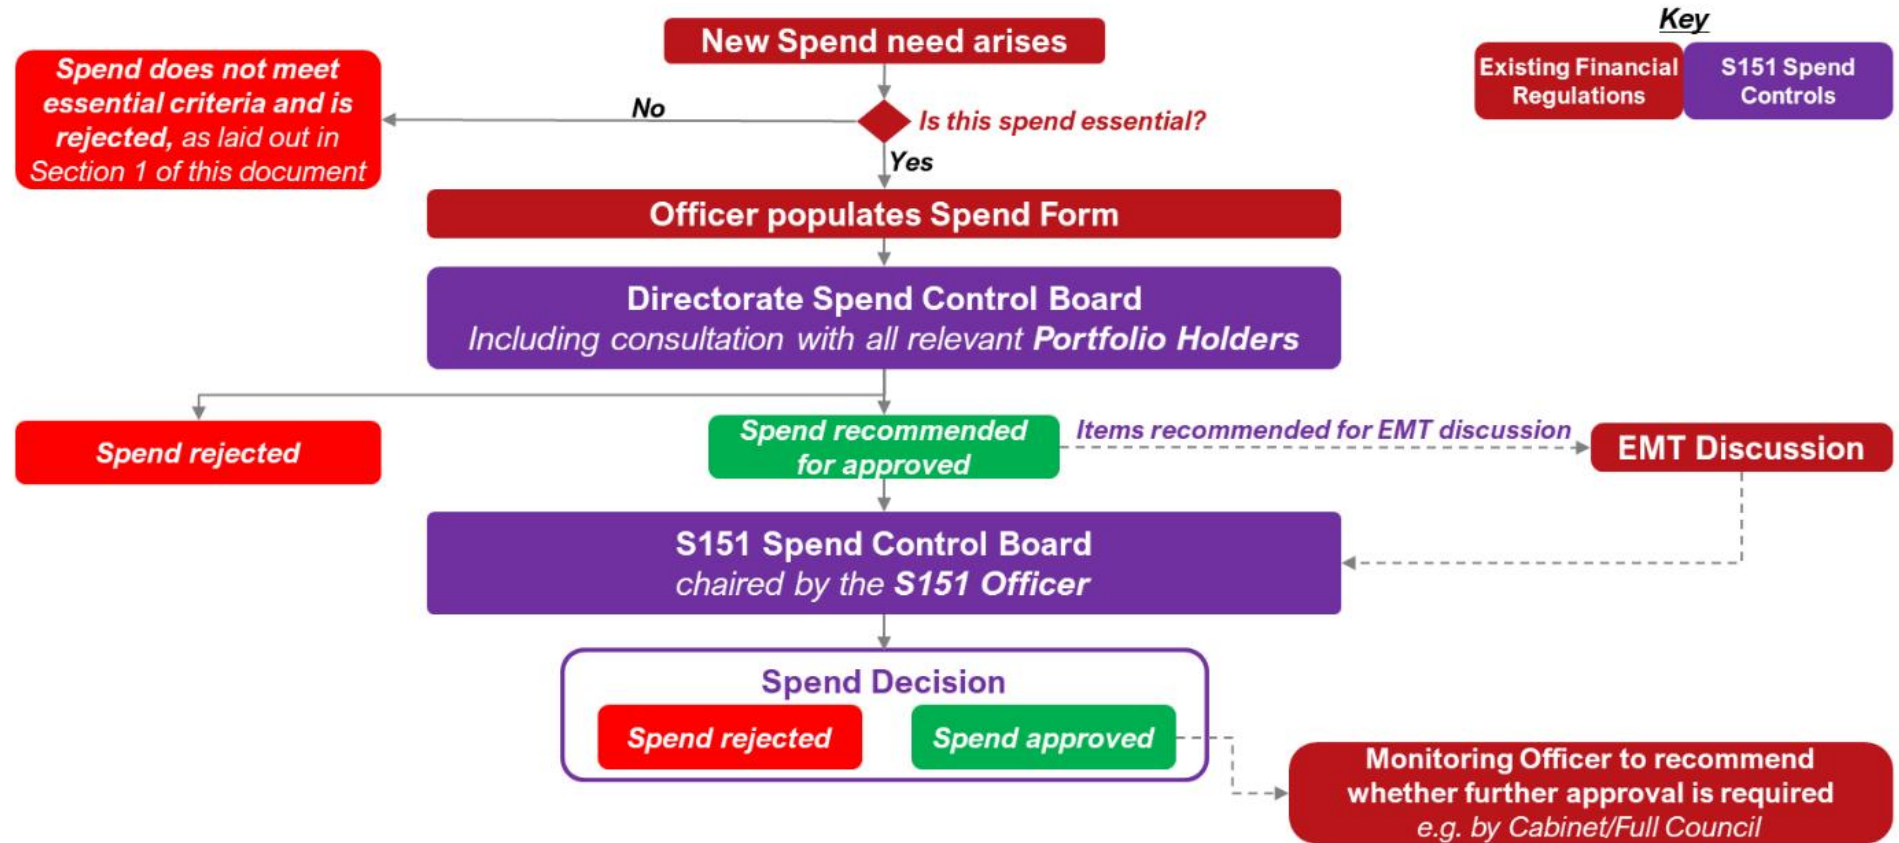 New Spend need arises
Key
Existing Financial
Regulations
S151 Spend
Controls
Spend does not meet
essential criteria and is
rejected, as laid out in
Section 1 of this document
No
Is this spend essential?
Yes
Officer populates Spend Form
Directorate Spend Control Board
Including consultation with all relevant Portfolio Holders
Spend rejected
Spend recommended
for approved
Items recommended for EMT discussion
EMT Discussion
S151 Spend Control Board
chaired by the S151 Officer
Spend Decision
Spend rejected
Spend approved
Monitoring Officer to recommend
whether further approval is required
e.g. by Cabinet/Full Council